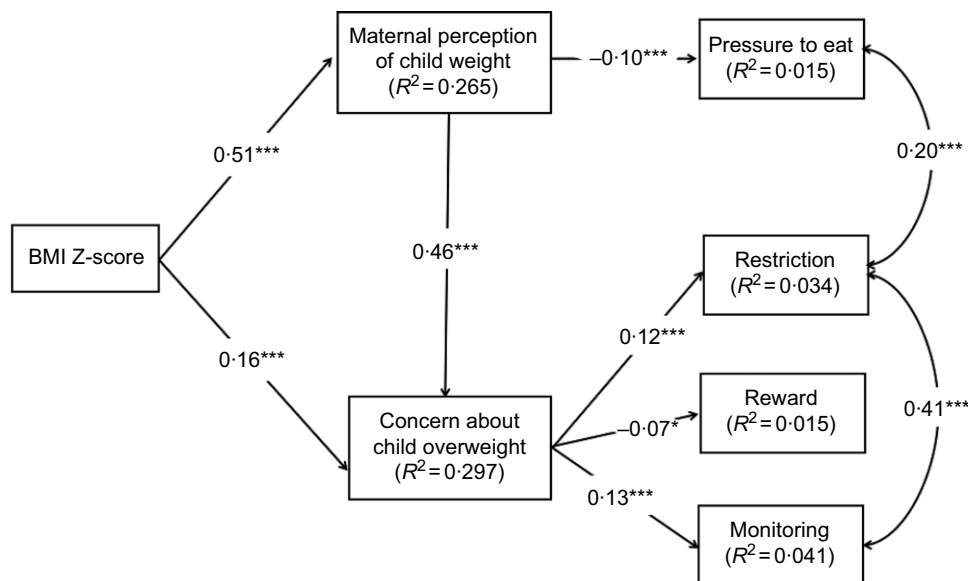 Maternal perception
of child weight
(R² = 0·265)
–0·10***
Pressure to eat
(R² = 0·015)
0·51***
0·20***
BMI Z-score
0·46***
Restriction
(R² = 0·034)
0·16***
0·12***
Concern about
child overweight
(R² = 0·297)
–0·07*
Reward
(R² = 0·015)
0·41***
0·13***
Monitoring
(R² = 0·041)